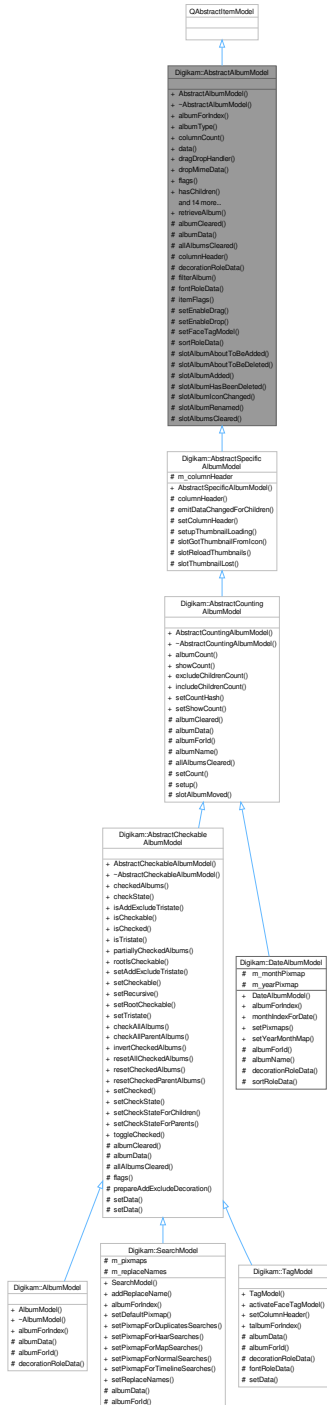 QAbstractItemModel
Digikam::AbstractAlbumModel
+ AbstractAlbumModel()
+ ~AbstractAlbumModel()
+ albumForIndex()
+ albumType()
+ columnCount()
+ data()
+ dragDropHandler()
+ dropMimeData()
+ flags()
+ hasChildren()
and 14 more...
+ retrieveAlbum()
# albumCleared()
# albumData()
# allAlbumsCleared()
# columnHeader()
# decorationRoleData()
# filterAlbum()
# fontRoleData()
# itemFlags()
# setEnableDrag()
# setEnableDrop()
# setFaceTagModel()
# sortRoleData()
# slotAlbumAboutToBeAdded()
# slotAlbumAboutToBeDeleted()
# slotAlbumAdded()
# slotAlbumHasBeenDeleted()
# slotAlbumIconChanged()
# slotAlbumRenamed()
# slotAlbumsCleared()
Digikam::AbstractSpecific
AlbumModel
# m_columnHeader
+ AbstractSpecificAlbumModel()
# columnHeader()
# emitDataChangedForChildren()
# setColumnHeader()
# setupThumbnailLoading()
# slotGotThumbnailFromIcon()
# slotReloadThumbnails()
# slotThumbnailLost()
Digikam::AbstractCounting
AlbumModel
+ AbstractCountingAlbumModel()
+ ~AbstractCountingAlbumModel()
+ albumCount()
+ showCount()
+ excludeChildrenCount()
+ includeChildrenCount()
+ setCountHash()
+ setShowCount()
# albumCleared()
# albumData()
# albumForId()
# albumName()
# allAlbumsCleared()
# setCount()
# setup()
# slotAlbumMoved()
Digikam::AbstractCheckable
AlbumModel
+ AbstractCheckableAlbumModel()
+ ~AbstractCheckableAlbumModel()
+ checkedAlbums()
+ checkState()
+ isAddExcludeTristate()
+ isCheckable()
+ isChecked()
+ isTristate()
+ partiallyCheckedAlbums()
+ rootIsCheckable()
+ setAddExcludeTristate()
+ setCheckable()
+ setRecursive()
+ setRootCheckable()
+ setTristate()
+ checkAllAlbums()
+ checkAllParentAlbums()
+ invertCheckedAlbums()
+ resetAllCheckedAlbums()
+ resetCheckedAlbums()
+ resetCheckedParentAlbums()
+ setChecked()
+ setCheckState()
+ setCheckStateForChildren()
+ setCheckStateForParents()
+ toggleChecked()
# albumCleared()
# albumData()
# allAlbumsCleared()
# flags()
# prepareAddExcludeDecoration()
# setData()
# setData()
Digikam::DateAlbumModel
# m_monthPixmap
# m_yearPixmap
+ DateAlbumModel()
+ albumForIndex()
+ monthIndexForDate()
+ setPixmaps()
+ setYearMonthMap()
# albumForId()
# albumName()
# decorationRoleData()
# sortRoleData()
Digikam::AlbumModel
+ AlbumModel()
+ ~AlbumModel()
+ albumForIndex()
# albumData()
# albumForId()
# decorationRoleData()
Digikam::SearchModel
# m_pixmaps
# m_replaceNames
+ SearchModel()
+ addReplaceName()
+ albumForIndex()
+ setDefaultPixmap()
+ setPixmapForDuplicatesSearches()
+ setPixmapForHaarSearches()
+ setPixmapForMapSearches()
+ setPixmapForNormalSearches()
+ setPixmapForTimelineSearches()
+ setReplaceNames()
# albumData()
# albumForId()
Digikam::TagModel
+ TagModel()
+ activateFaceTagModel()
+ setColumnHeader()
+ talbumForIndex()
# albumData()
# albumForId()
# decorationRoleData()
# fontRoleData()
# setData()